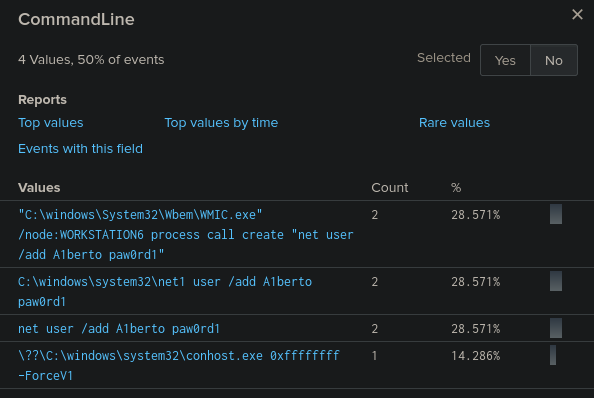 CommandLine ✕
4 Values, 50% of events Selected Yes No
Reports
Top values Top values by time Rare values
Events with this field
Values Count %
"C:\windows\System32\Wbem\WMIC.exe" 2 28.571%
/node:WORKSTATION6 process call create "net user
/add A1berto paw0rd1"
C:\windows\system32\net1 user /add A1berto 2 28.571%
paw0rd1
net user /add A1berto paw0rd1 2 28.571%
\??\C:\windows\system32\conhost.exe 0xffffffff 1 14.286%
-ForceV1